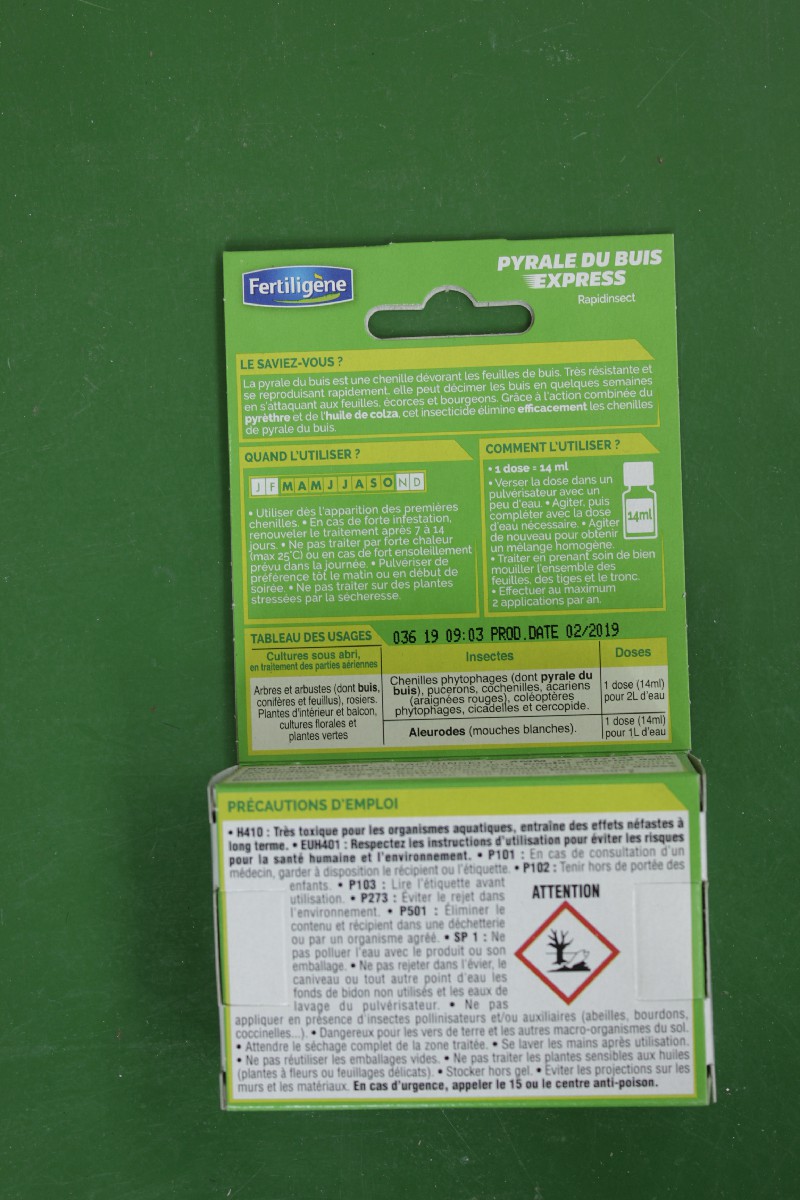 Fertiligène
PYRALE DU BUIS
EXPRESS
Rapidinsect
LE SAVIEZ-VOUS ?
La pyrale du buis est une chenille dévorant les feuilles de buis. Très résistante et
se reproduisant rapidement, elle peut décimer les buis en quelques semaines
en s'attaquant aux feuilles, écorces et bourgeons. Grâce à l'action combinée du
pyrèthre et de l'huile de colza, cet insecticide élimine efficacement les chenilles
de pyrale du buis.
QUAND L'UTILISER ?
J F M A M J J A S O N D
• Utiliser dès l'apparition des premières
chenilles. • En cas de forte infestation,
renouveler le traitement après 7 à 14
jours. • Ne pas traiter par forte chaleur
(max 25°C) ou en cas de fort ensoleillement
prévu dans la journée. • Pulvériser de
préférence tôt le matin ou en début de
soirée. • Ne pas traiter sur des plantes
stressées par la sécheresse.
COMMENT L'UTILISER ?
• 1 dose = 14 ml
• Verser la dose dans un
pulvérisateur avec un
peu d'eau. • Agiter, puis
compléter avec la dose
d'eau nécessaire. • Agiter
de nouveau pour obtenir
un mélange homogène.
• Traiter en prenant soin de bien
mouiller l'ensemble des
feuilles, des tiges et le tronc.
• Effectuer au maximum
2 applications par an.
14ml
TABLEAU DES USAGES
036 19 09:03 PROD.DATE 02/2019
Cultures sous abri,
en traitement des parties aériennes
Insectes
Doses
Arbres et arbustes (dont buis,
conifères et feuillus), rosiers.
Plantes d'intérieur et balcon,
cultures florales et
plantes vertes
Chenilles phytophages (dont pyrale du
buis), pucerons, cochenilles, acariens
(araignées rouges), coléoptères
phytophages, cicadelles et cercopide.
1 dose (14ml)
pour 2L d'eau
Aleurodes (mouches blanches).
1 dose (14ml)
pour 1L d'eau
PRÉCAUTIONS D'EMPLOI
• H410 : Très toxique pour les organismes aquatiques, entraîne des effets néfastes à
long terme. • EUH401 : Respectez les instructions d'utilisation pour éviter les risques
pour la santé humaine et l'environnement. • P101 : En cas de consultation d'un
médecin, garder à disposition le récipient ou l'étiquette. • P102 : Tenir hors de portée des
enfants. • P103 : Lire l'étiquette avant
utilisation. • P273 : Éviter le rejet dans
l'environnement. • P501 : Éliminer le
contenu et récipient dans une déchetterie
ou par un organisme agréé. • SP 1 : Ne
pas polluer l'eau avec le produit ou son
emballage. • Ne pas rejeter dans l'évier, le
caniveau ou tout autre point d'eau les
fonds de bidon non utilisés et les eaux de
lavage du pulvérisateur. • Ne pas
ATTENTION
appliquer en présence d'insectes pollinisateurs et/ou auxiliaires (abeilles, bourdons,
coccinelles...). • Dangereux pour les vers de terre et les autres macro-organismes du sol.
• Attendre le séchage complet de la zone traitée. • Se laver les mains après utilisation.
• Ne pas réutiliser les emballages vides. • Ne pas traiter les plantes sensibles aux huiles
(plantes à fleurs ou feuillages délicats). • Stocker hors gel. • Éviter les projections sur les
murs et les matériaux. En cas d'urgence, appeler le 15 ou le centre anti-poison.